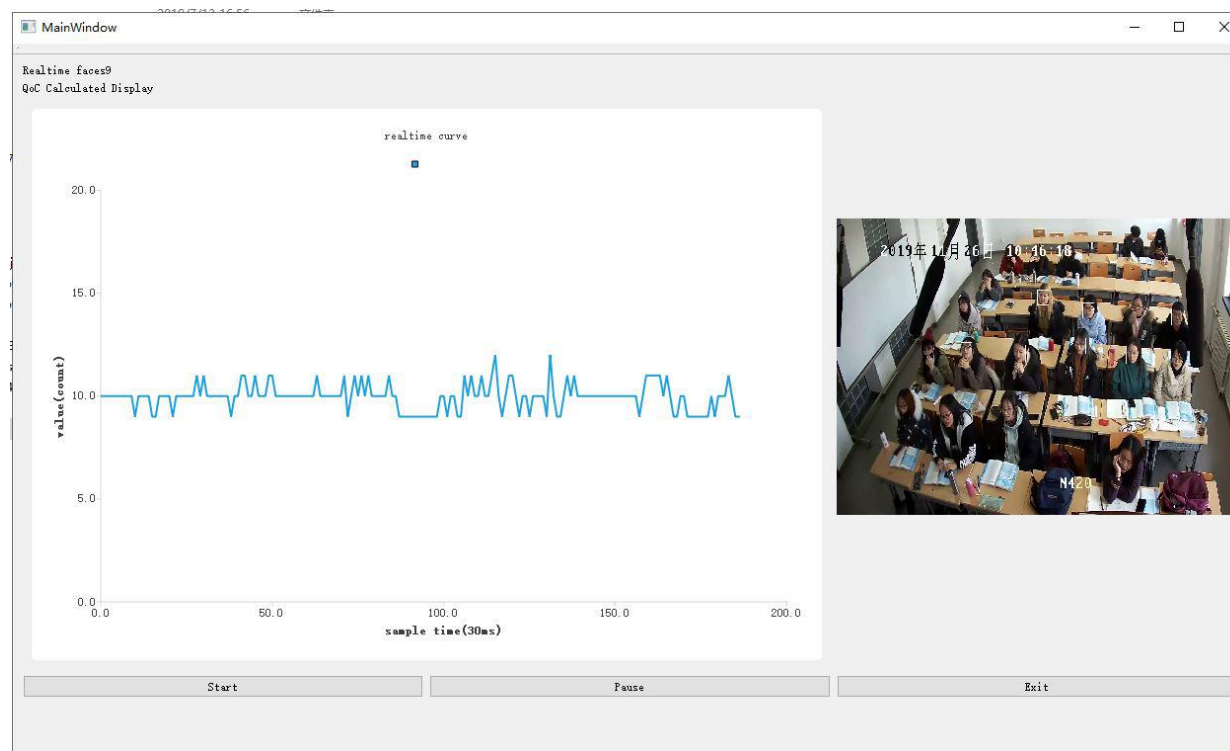 MainWindow
Realtime faces9
QoC Calculated Display
realtime curve
20.0
15.0
10.0
5.0
0.0
value(count)
0.0
50.0
100.0
150.0
200.0
sample time(30ms)
2019年11月26日 10:46:18
N420
Start
Pause
Exit